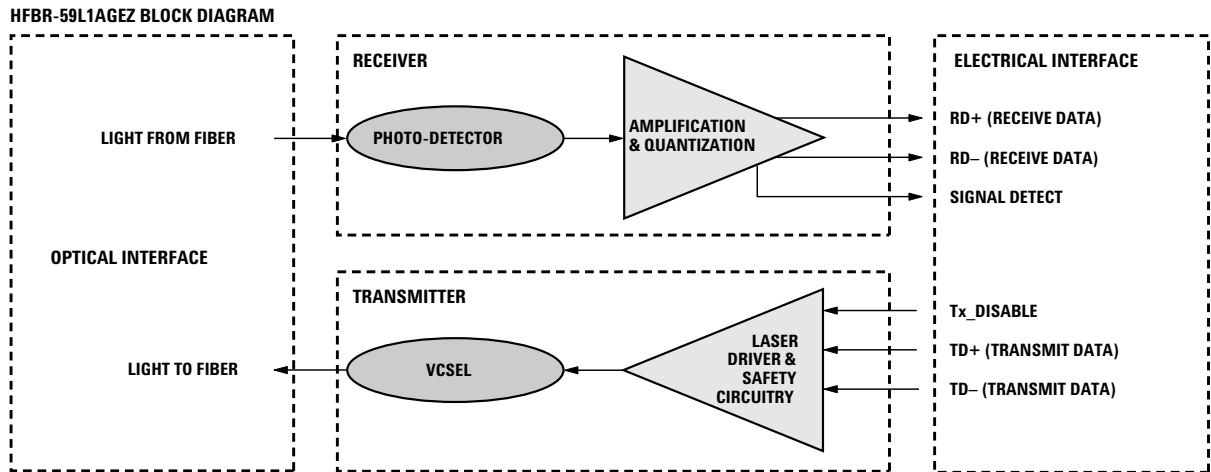 HFBR-59L1AGEZ BLOCK DIAGRAM
RECEIVER
ELECTRICAL INTERFACE
LIGHT FROM FIBER
PHOTO-DETECTOR
AMPLIFICATION
& QUANTIZATION
RD+ (RECEIVE DATA)
RD– (RECEIVE DATA)
SIGNAL DETECT
OPTICAL INTERFACE
TRANSMITTER
Tx_DISABLE
LIGHT TO FIBER
VCSEL
LASER
DRIVER &
SAFETY
CIRCUITRY
TD+ (TRANSMIT DATA)
TD– (TRANSMIT DATA)